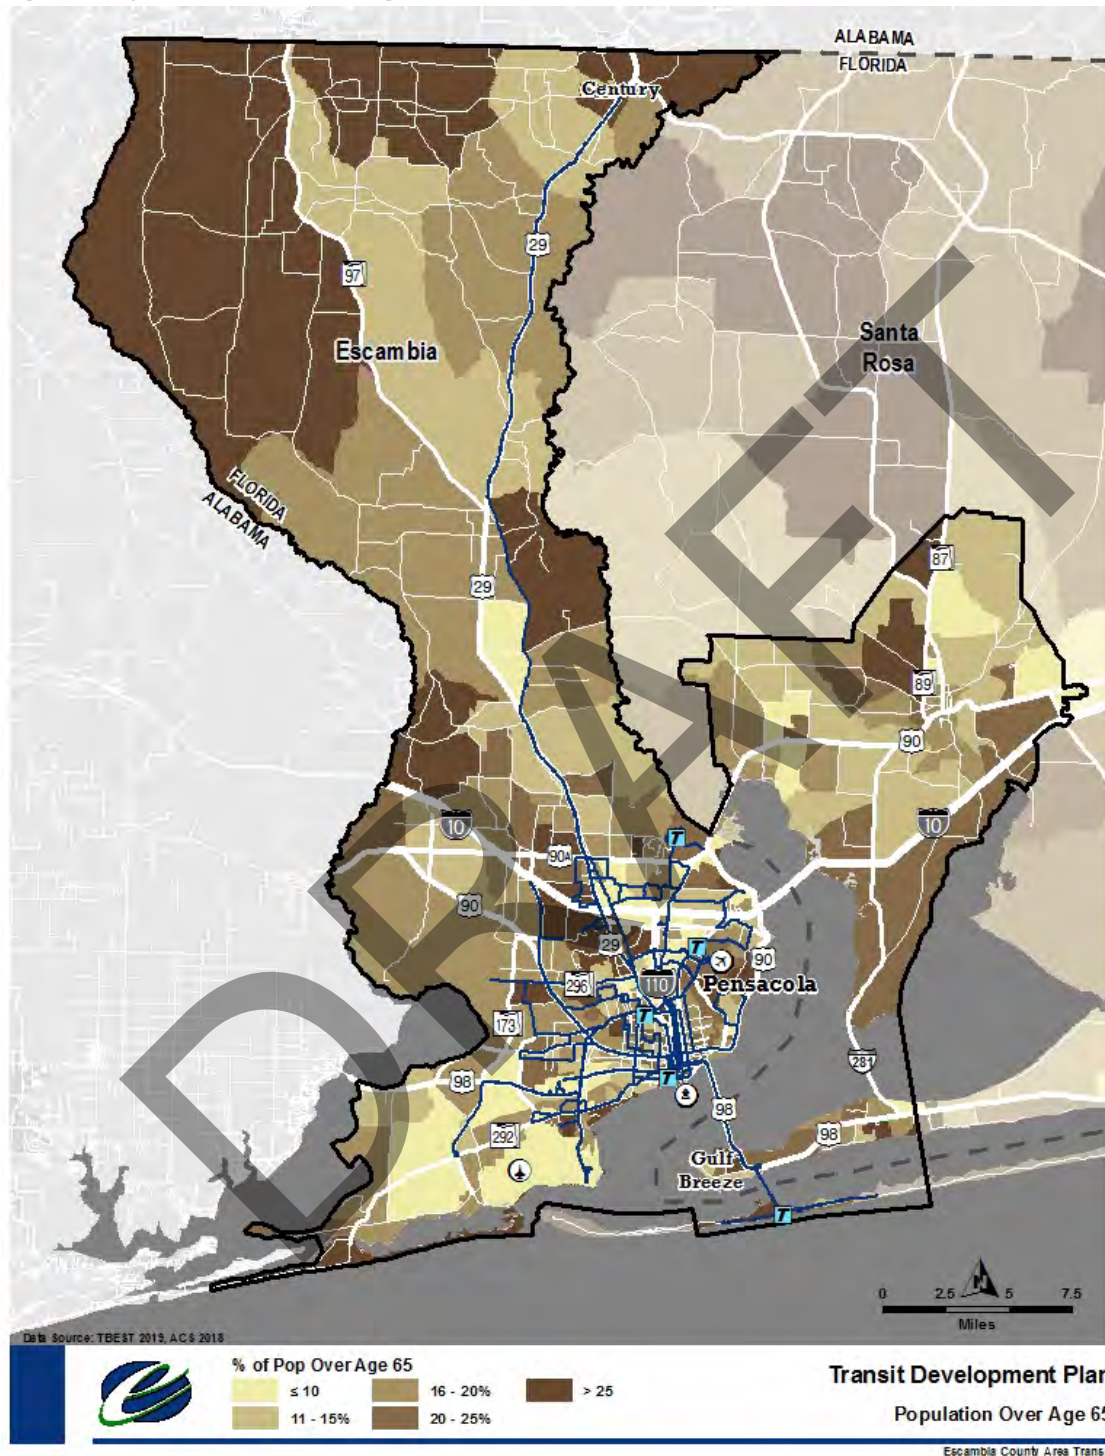 ALABAMA
FLORIDA
Century
29
97
Escambia
Santa
Rosa
FLORIDA
ALABAMA
87
29
89
90
10
10
T
90A
90
29
T
90
296
110
Pensacola
T
173
281
98
T
98
292
98
Gulf
Breeze
T
DRAFT
N
0 2.5 5 7.5
Miles
Data Source: TBEST 2019, ACS 2018
% of Pop Over Age 65
≤ 10
16 - 20%
> 25
11 - 15%
20 - 25%
Transit Development Plan
Population Over Age 65
Escambia County Area Trans